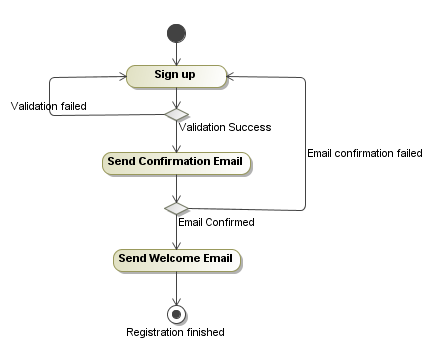 Sign up
Validation failed
Validation Success
Send Confirmation Email
Email confirmation failed
Email Confirmed
Send Welcome Email
Registration finished